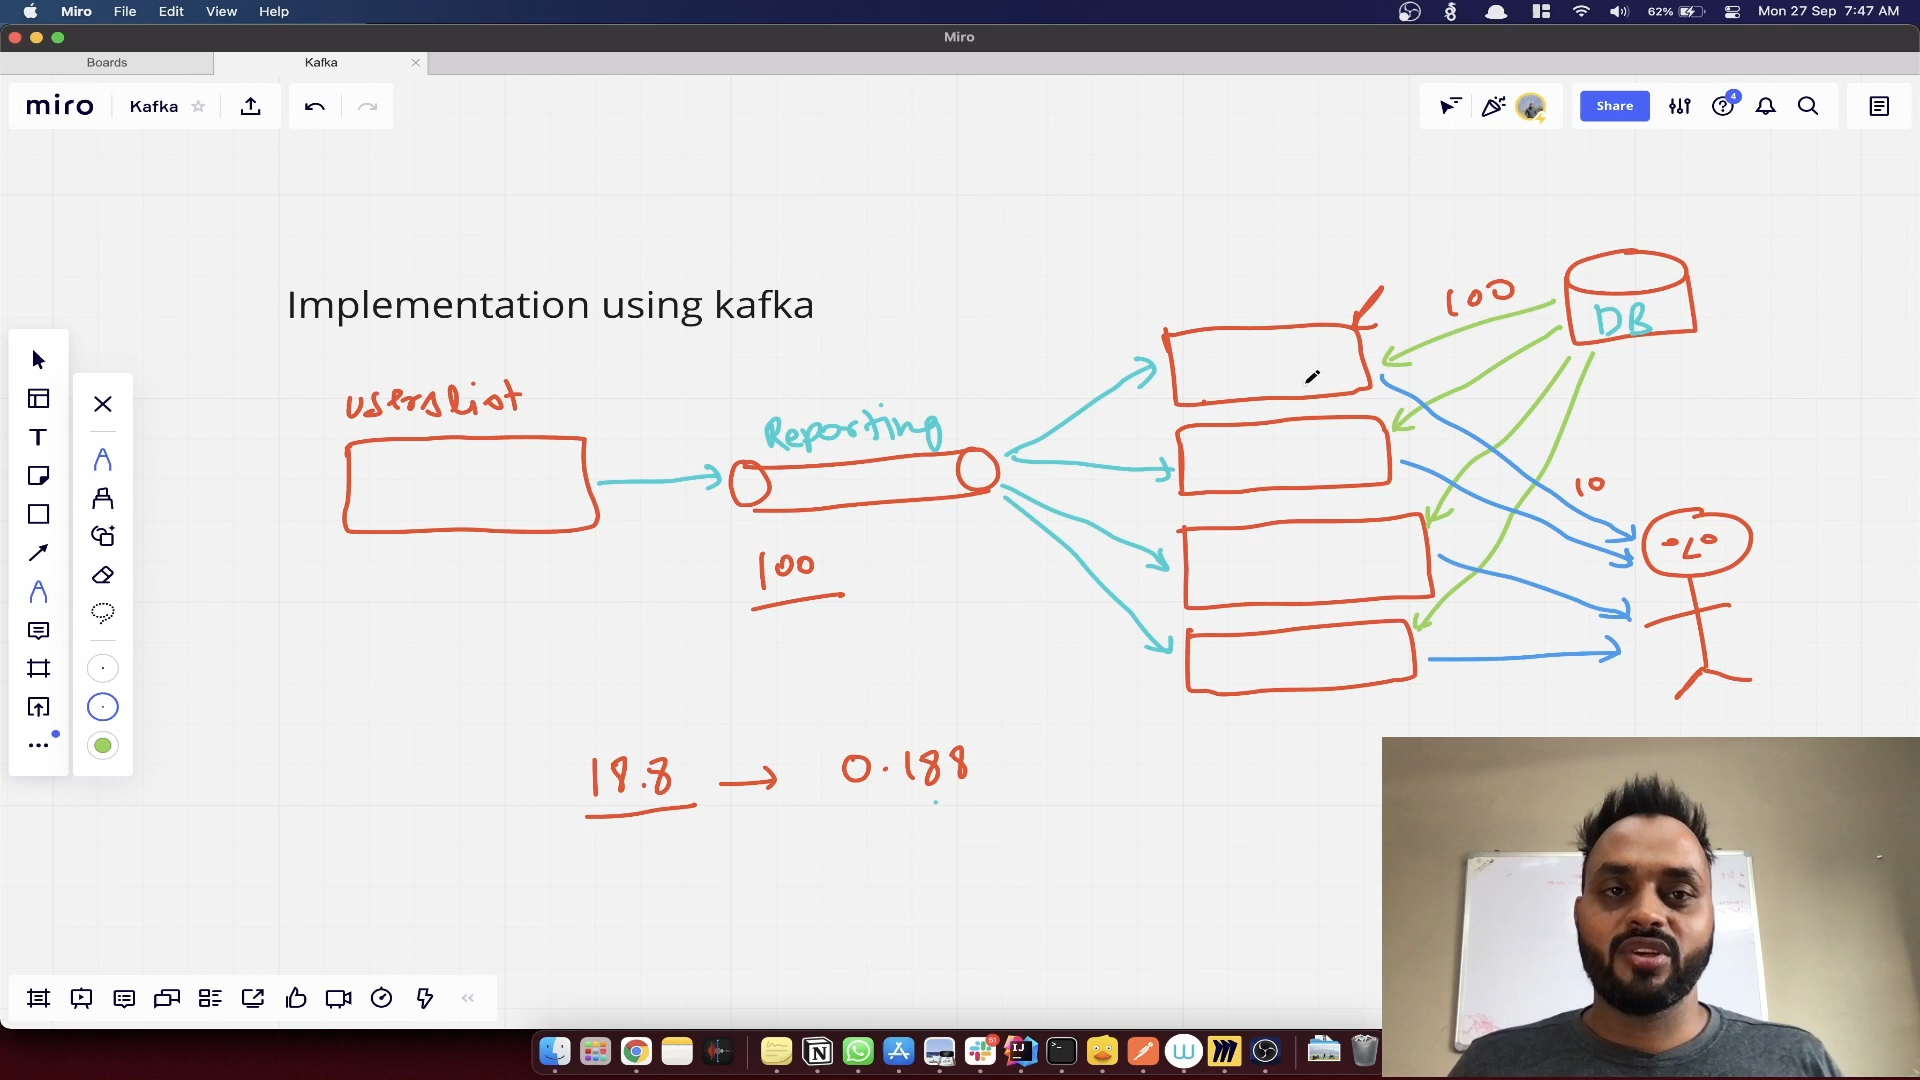 Miro File Edit View Help
62% Mon 27 Sep 7:47 AM
Miro
Boards Kafka
miro Kafka
Share
4
Implementation using kafka
userslist
Reporting
100
100
DB
10
18.8 → 0.188
T